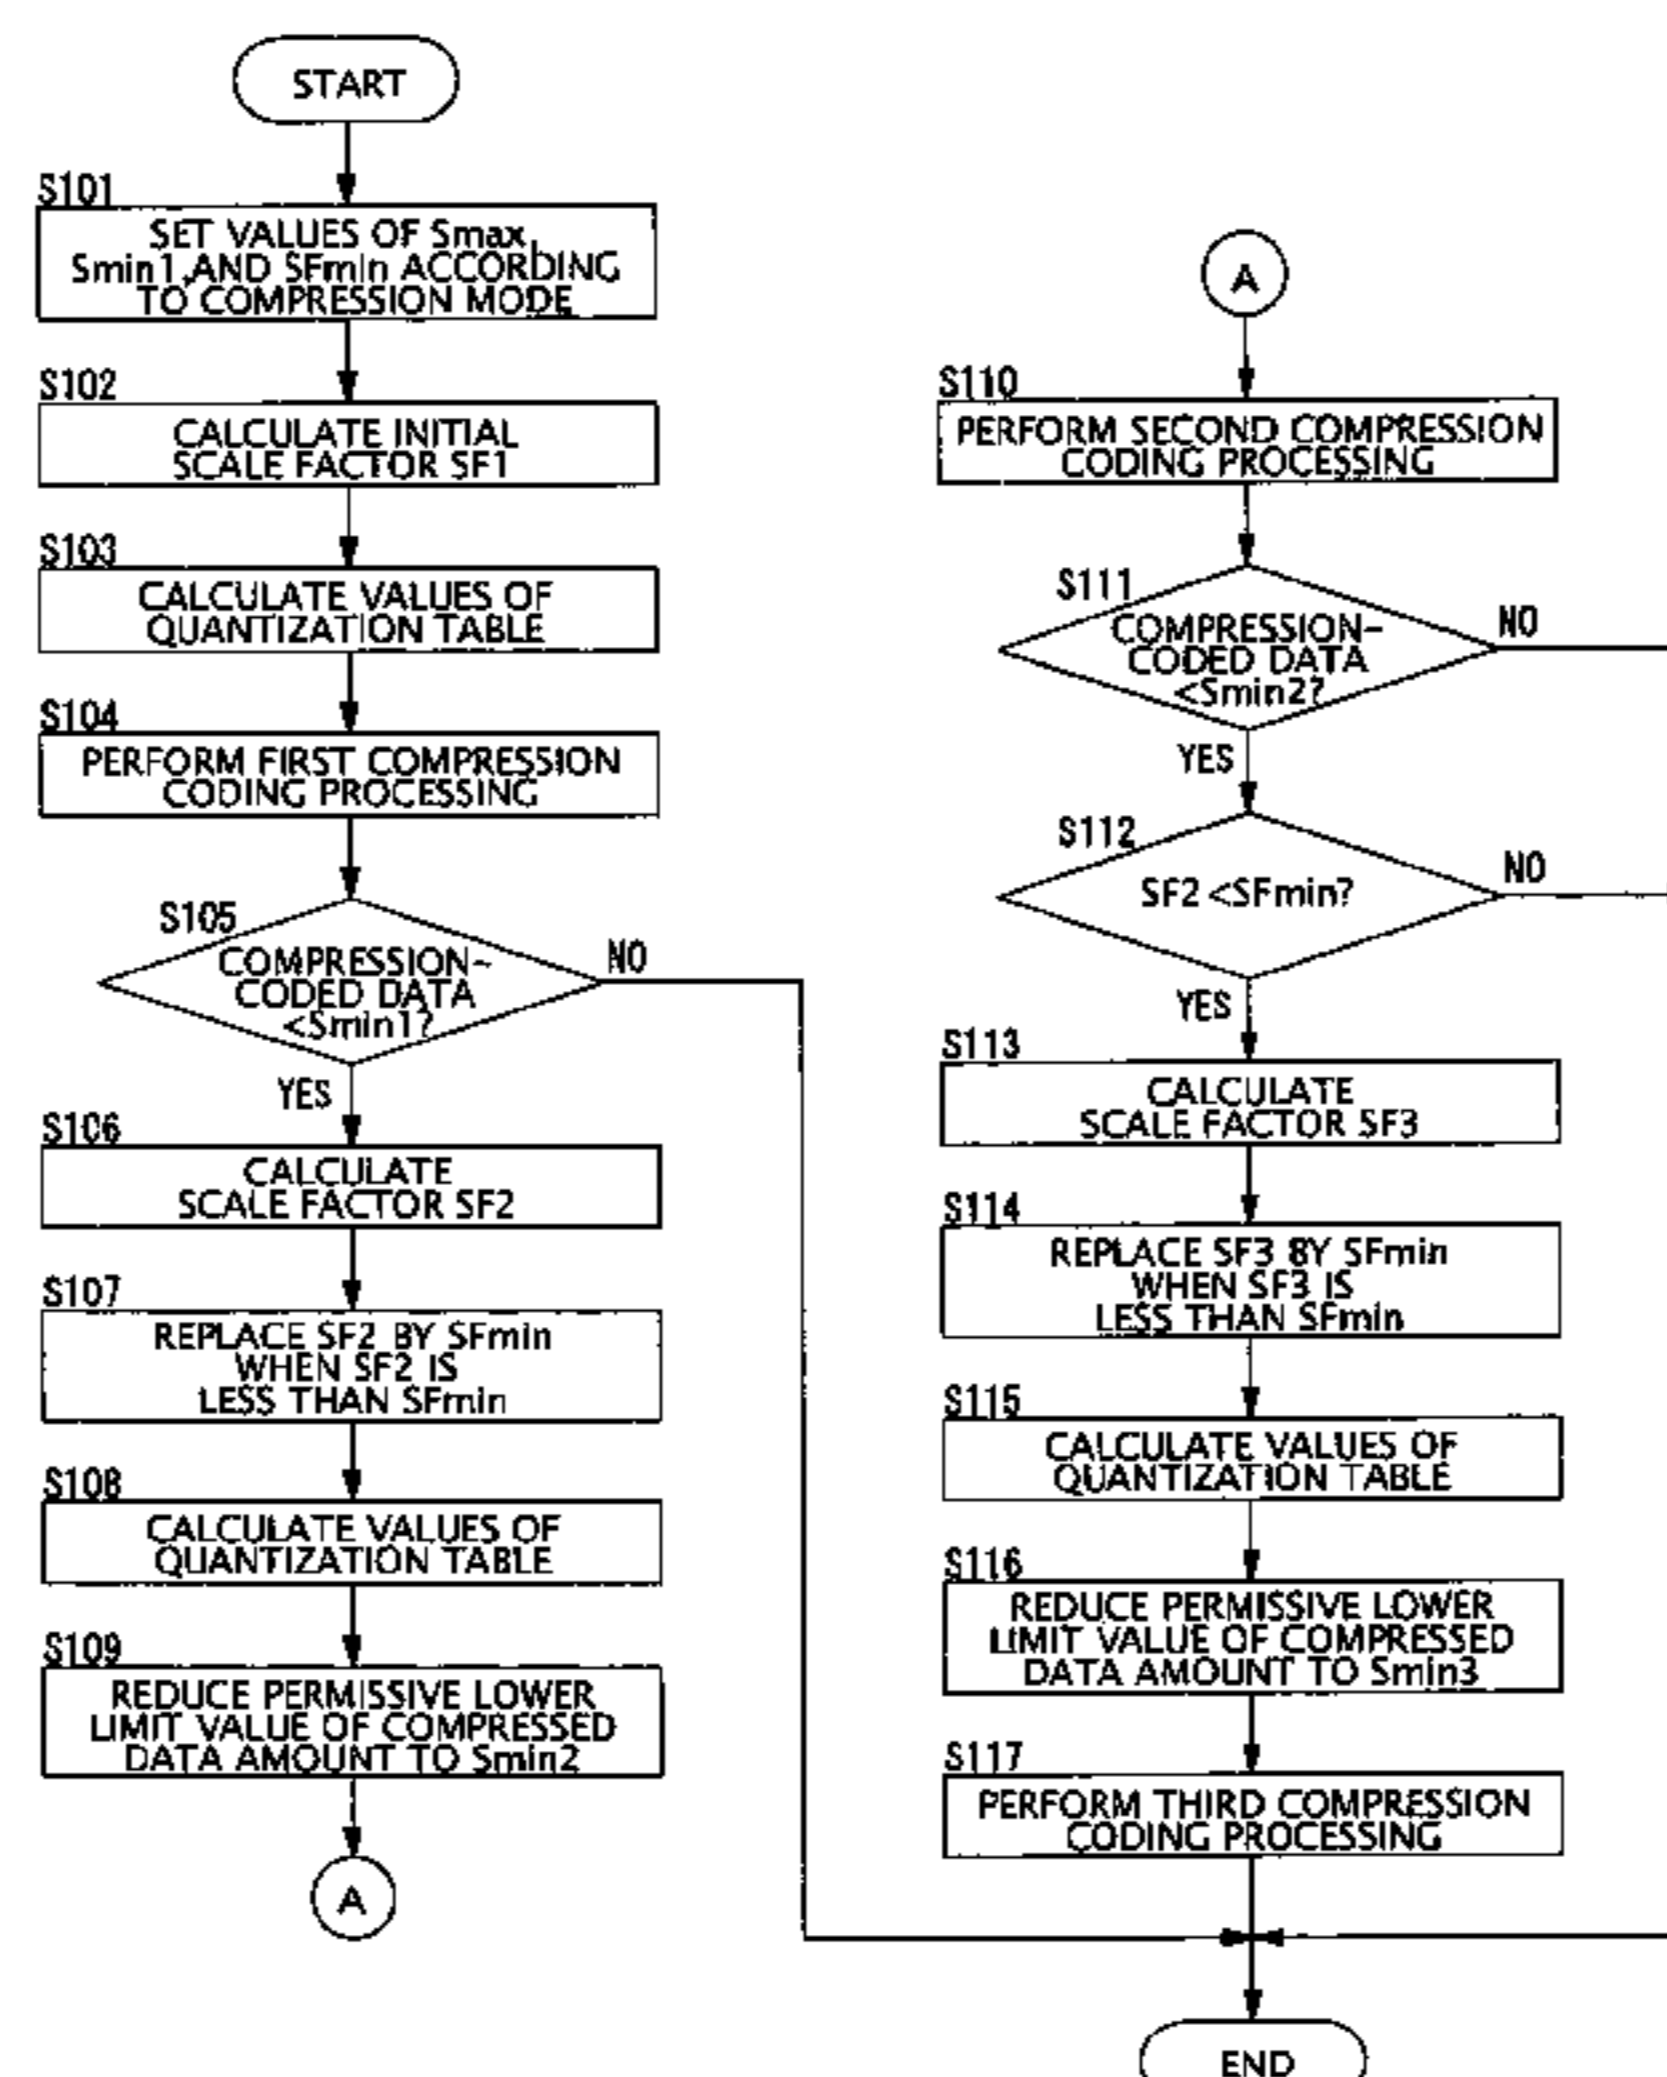 START
S101
SET VALUES OF Smax,
Smin1,AND SFmin ACCORDING
TO COMPRESSION MODE
S102
CALCULATE INITIAL
SCALE FACTOR SF1
S103
CALCULATE VALUES OF
QUANTIZATION TABLE
S104
PERFORM FIRST COMPRESSION
CODING PROCESSING
S105
COMPRESSION-
CODED DATA
<Smin1?
NO
YES
S106
CALCULATE
SCALE FACTOR SF2
S107
REPLACE SF2 BY SFmin
WHEN SF2 IS
LESS THAN SFmin
S108
CALCULATE VALUES OF
QUANTIZATION TABLE
S109
REDUCE PERMISSIVE LOWER
LIMIT VALUE OF COMPRESSED
DATA AMOUNT TO Smin2
A
A
S110
PERFORM SECOND COMPRESSION
CODING PROCESSING
S111
COMPRESSION-
CODED DATA
<Smin2?
NO
YES
S112
SF2 <SFmin?
NO
YES
S113
CALCULATE
SCALE FACTOR SF3
S114
REPLACE SF3 BY SFmin
WHEN SF3 IS
LESS THAN SFmin
S115
CALCULATE VALUES OF
QUANTIZATION TABLE
S116
REDUCE PERMISSIVE LOWER
LIMIT VALUE OF COMPRESSED
DATA AMOUNT TO Smin3
S117
PERFORM THIRD COMPRESSION
CODING PROCESSING
END